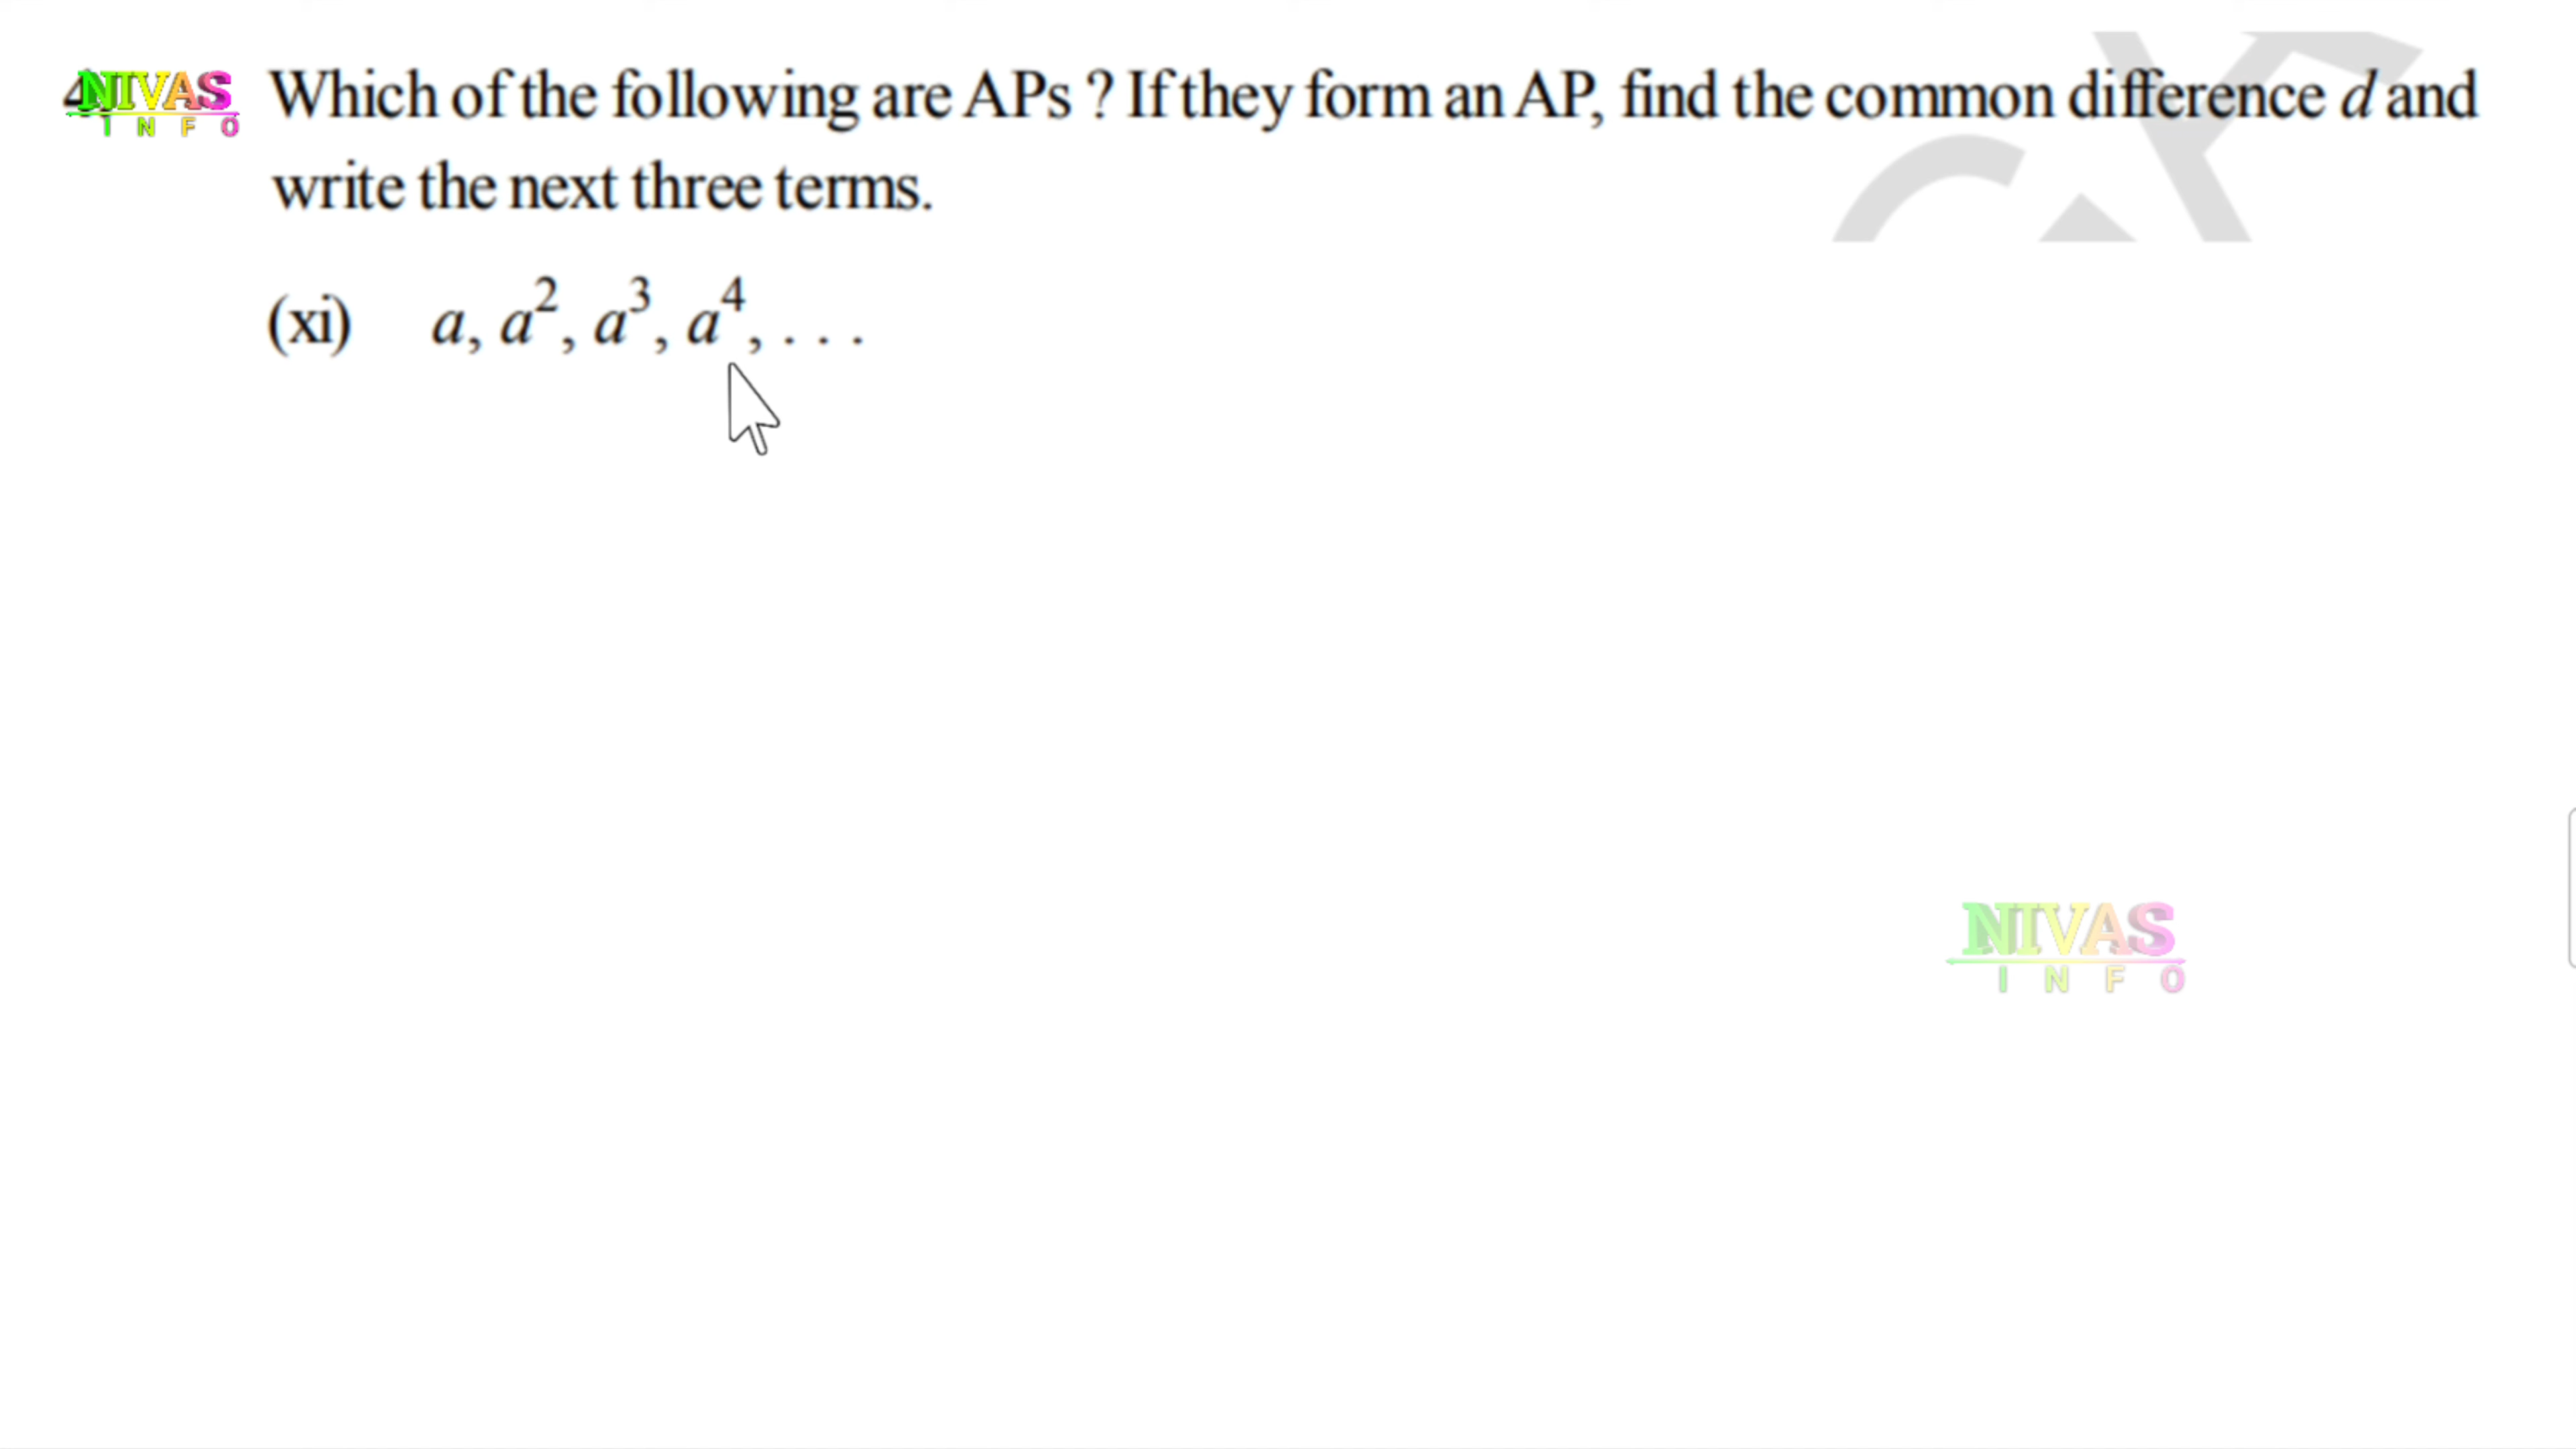 4. NIVAS Which of the following are APs ? If they form an AP, find the common difference d and
INFO
write the next three terms.
(xi) a, a², a³, a⁴, . . .
NIVAS
INFO